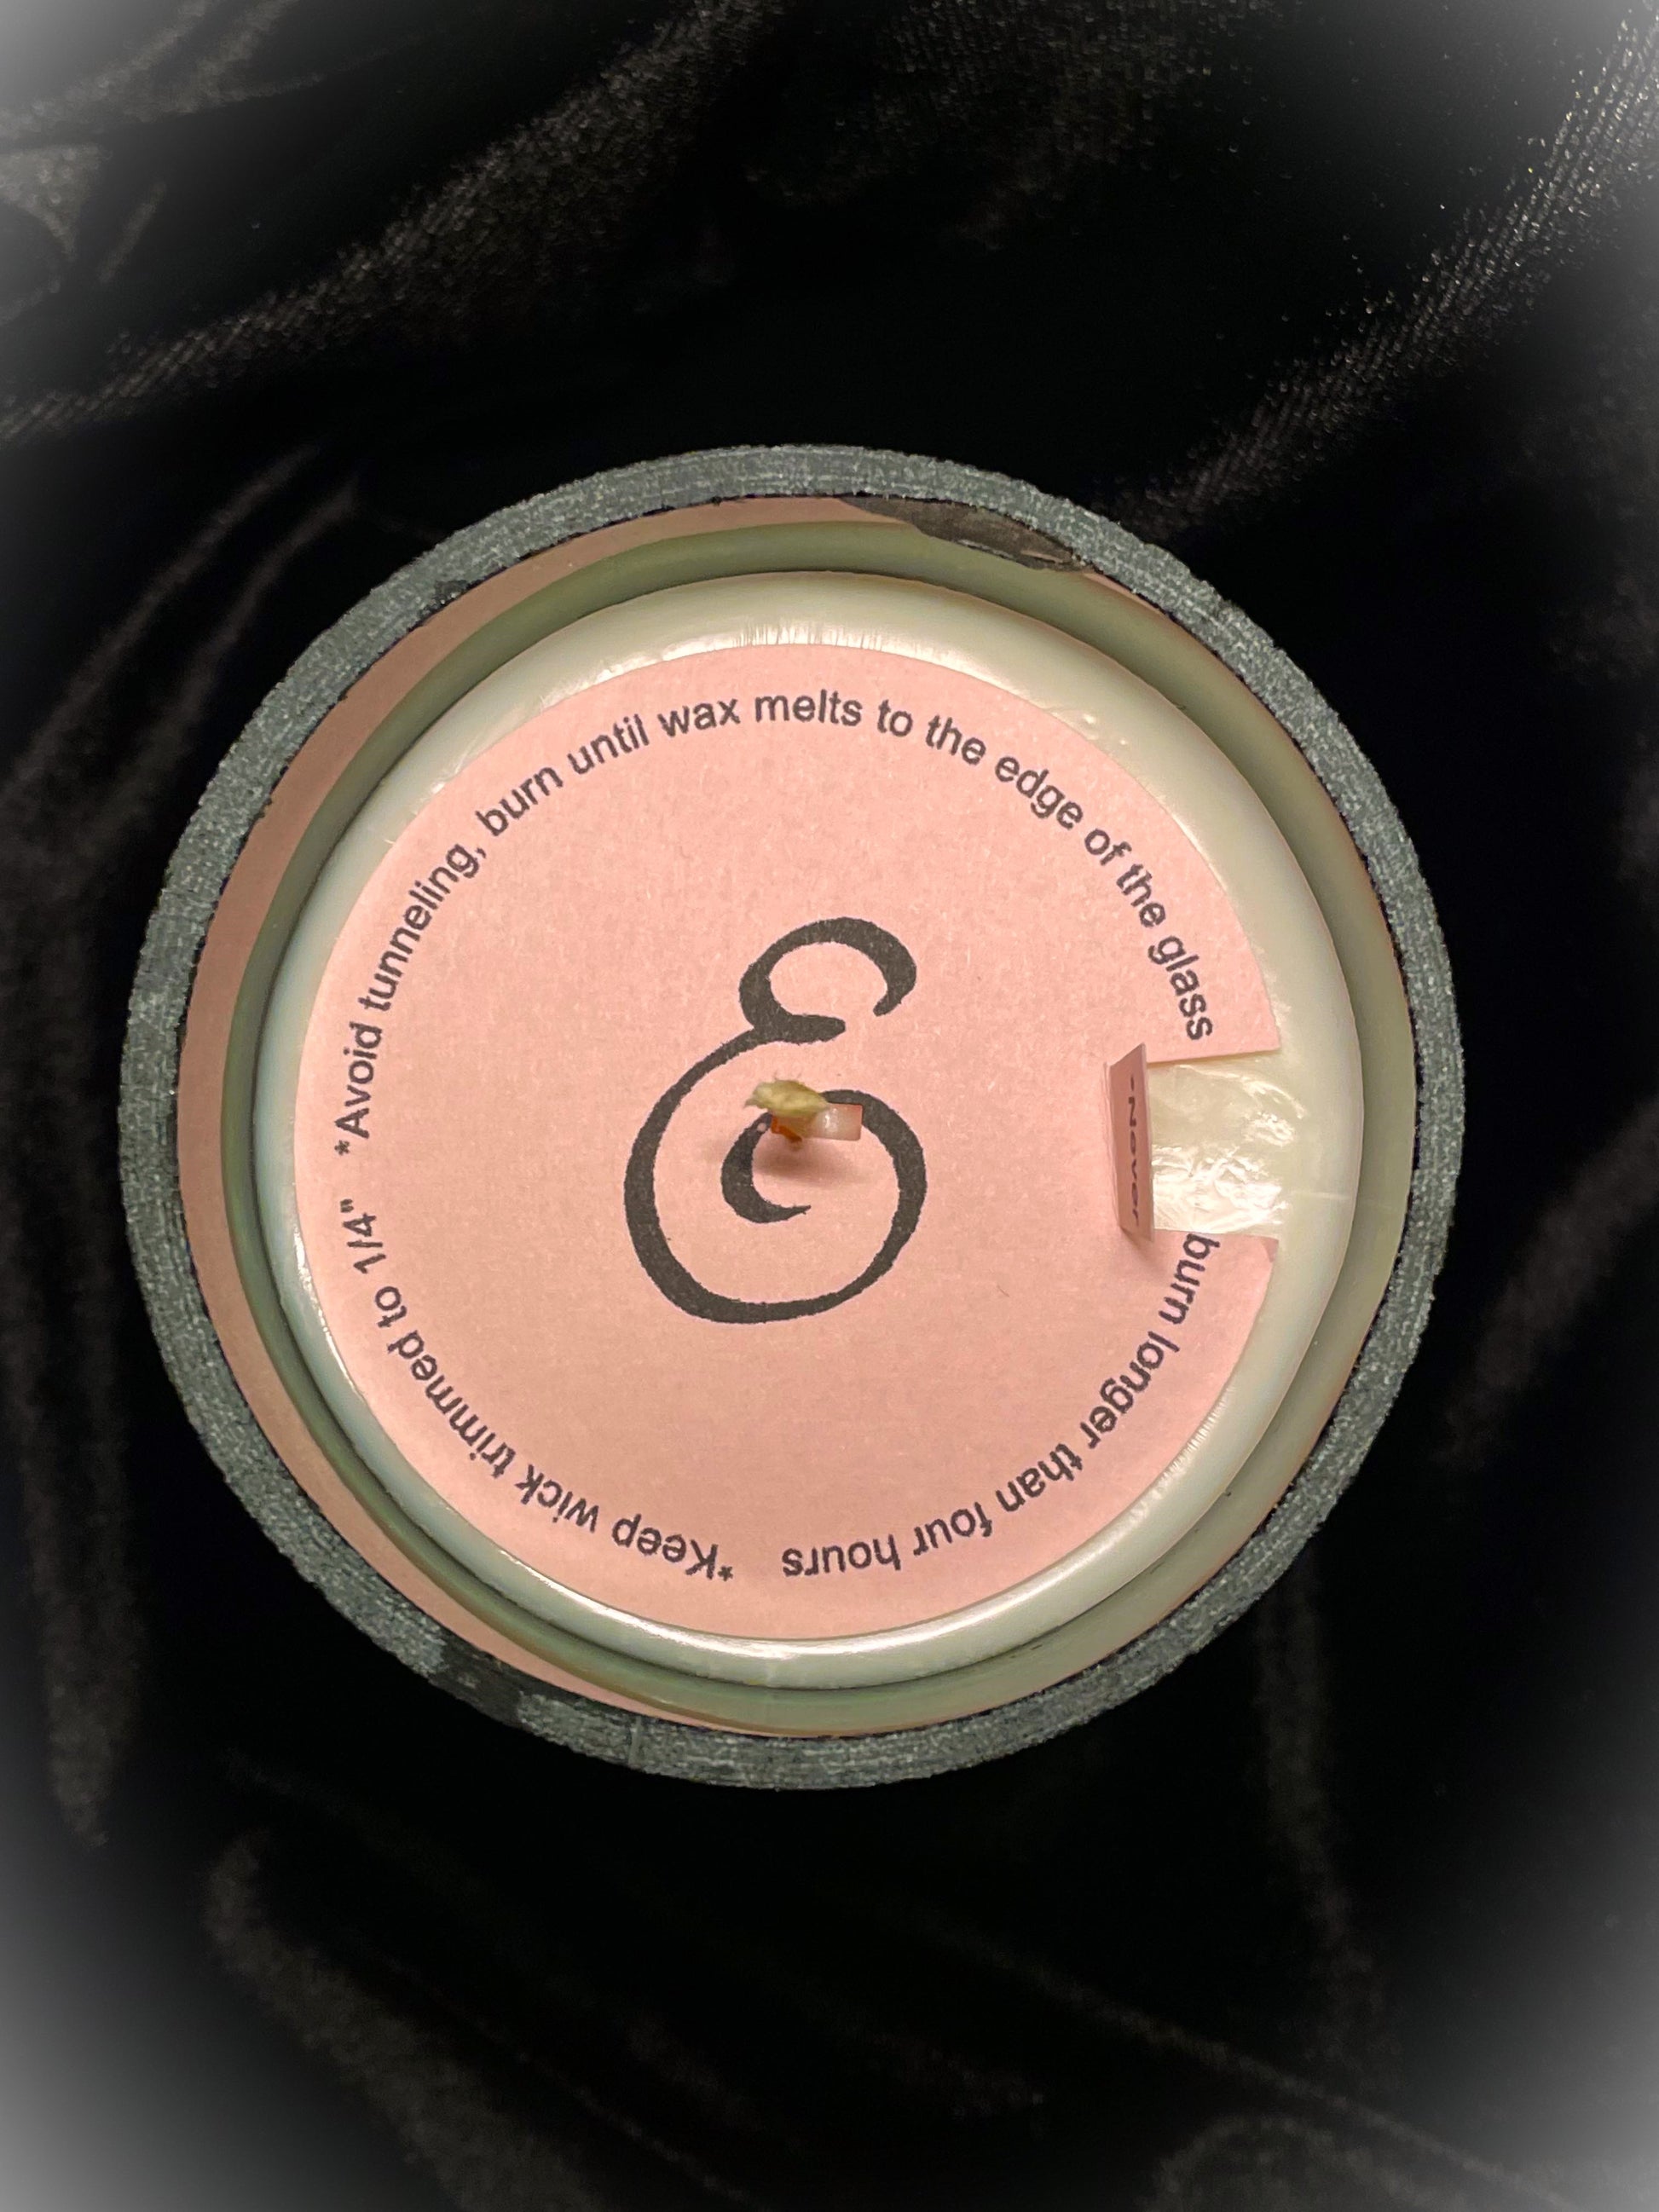 *Avoid tunneling, burn until wax melts to the edge of the glass
*Never
burn longer than four hours
*Keep wick trimmed to 1/4"
&